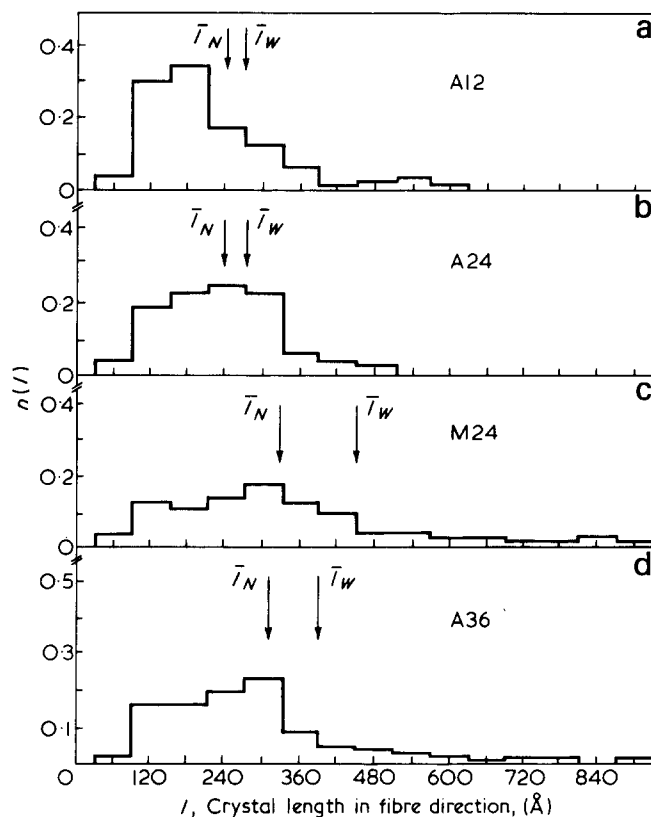 a
l̄N l̄W
0.4
A12
0.2
0
b
l̄N l̄W
0.4
A24
0.2
0
n(l)
c
l̄N l̄W
0.4
M24
0.2
0
d
l̄N l̄W
0.5
A36
0.3
0.1
0 120 240 360 480 600 720 840
l, Crystal length in fibre direction, (Å)